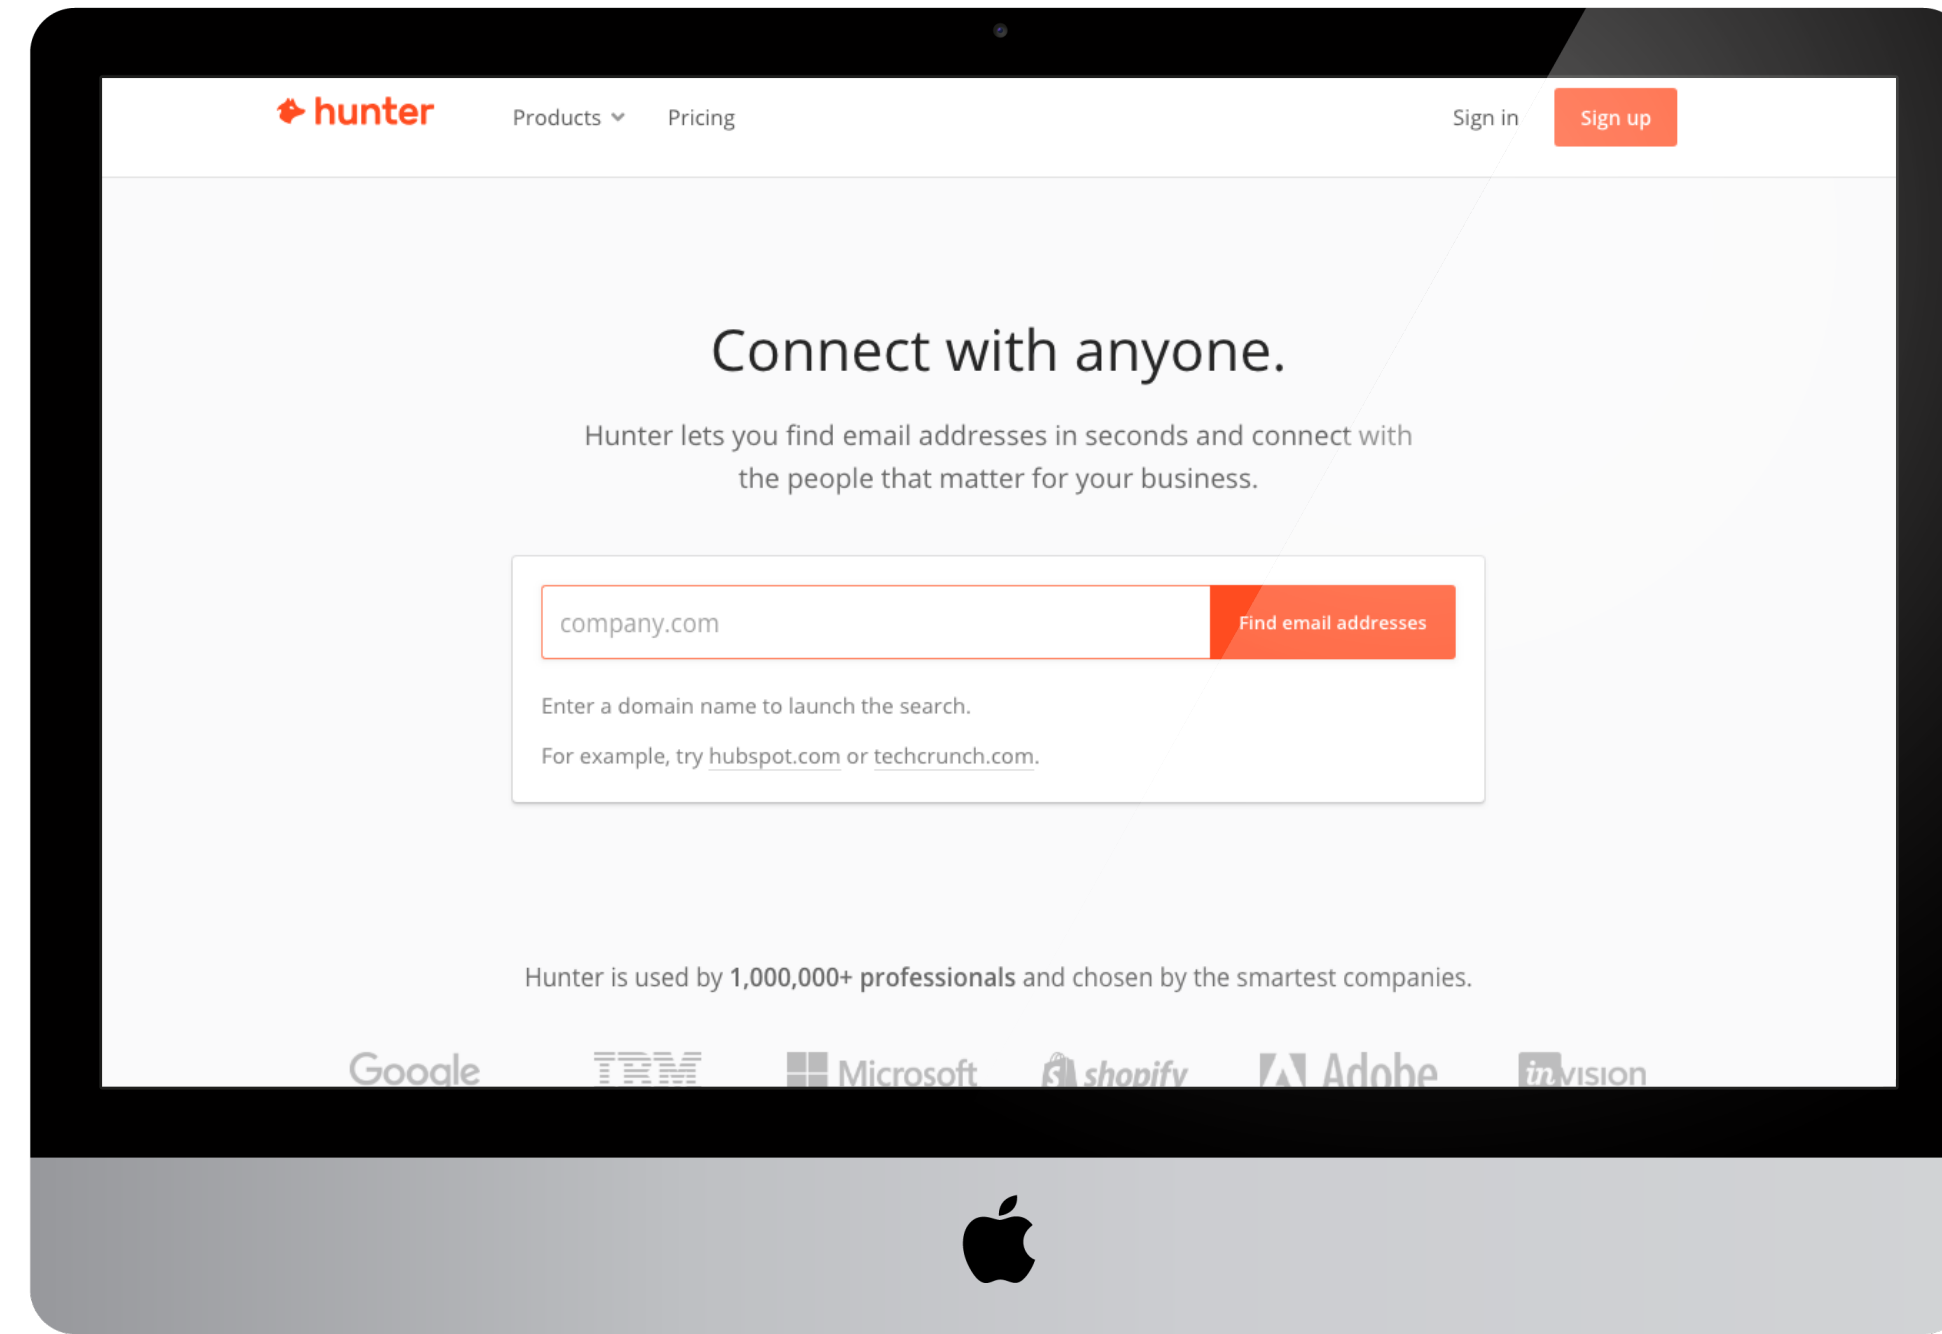 hunter Products Pricing Sign in Sign up
Connect with anyone.
Hunter lets you find email addresses in seconds and connect with
the people that matter for your business.
company.com Find email addresses
Enter a domain name to launch the search.
For example, try hubspot.com or techcrunch.com.
Hunter is used by 1,000,000+ professionals and chosen by the smartest companies.
Google IBM Microsoft shopify Adobe invision